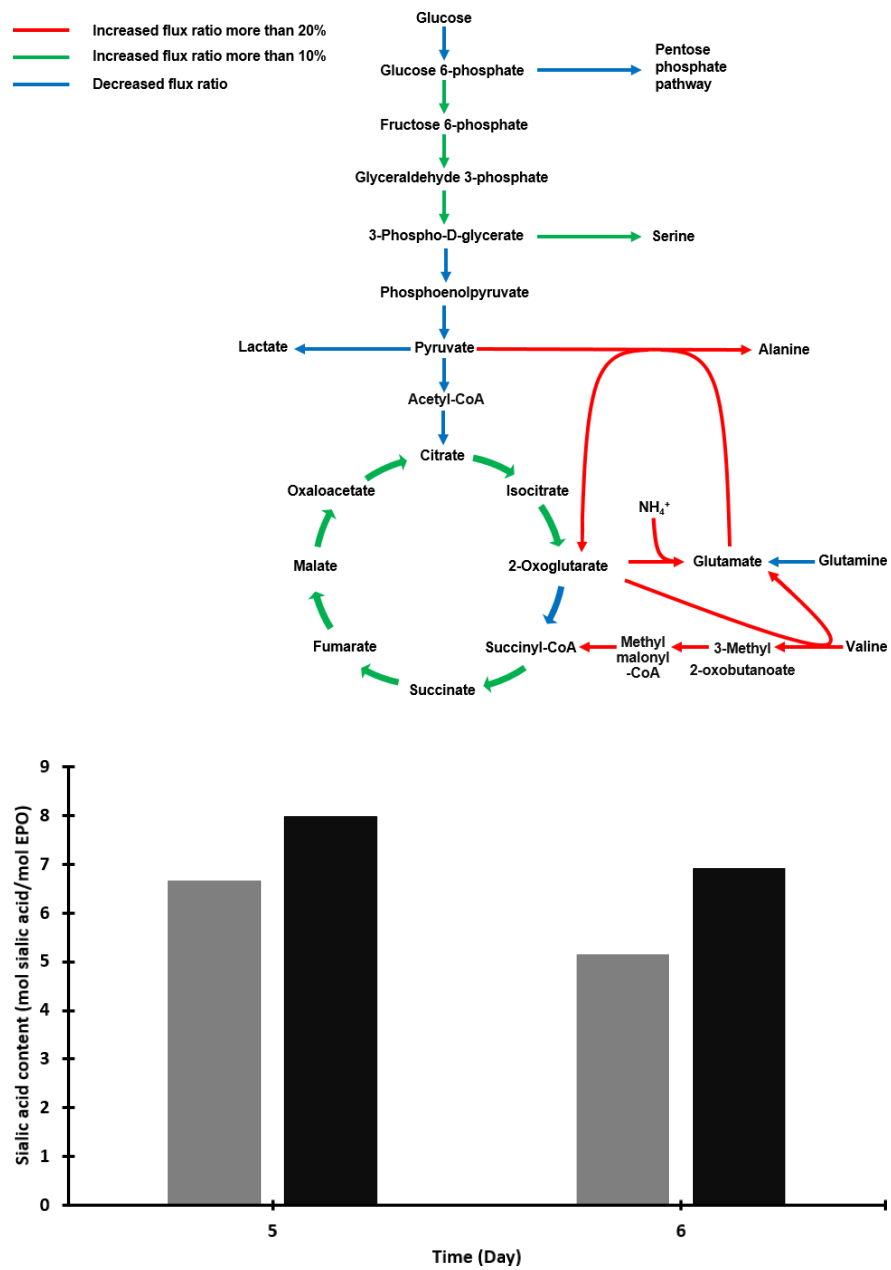 Increased flux ratio more than 20%
Increased flux ratio more than 10%
Decreased flux ratio
Glucose
Glucose 6-phosphate
Pentose
phosphate
pathway
Fructose 6-phosphate
Glyceraldehyde 3-phosphate
3-Phospho-D-glycerate
Serine
Phosphoenolpyruvate
Lactate
Pyruvate
Alanine
Acetyl-CoA
Citrate
Oxaloacetate
Isocitrate
NH₄⁺
Malate
2-Oxoglutarate
Glutamate
Glutamine
Fumarate
Succinyl-CoA
Methyl
malonyl
-CoA
3-Methyl
2-oxobutanoate
Valine
Succinate
Sialic acid content (mol sialic acid/mol EPO)
9
8
7
6
5
4
3
2
1
0
5
6
Time (Day)